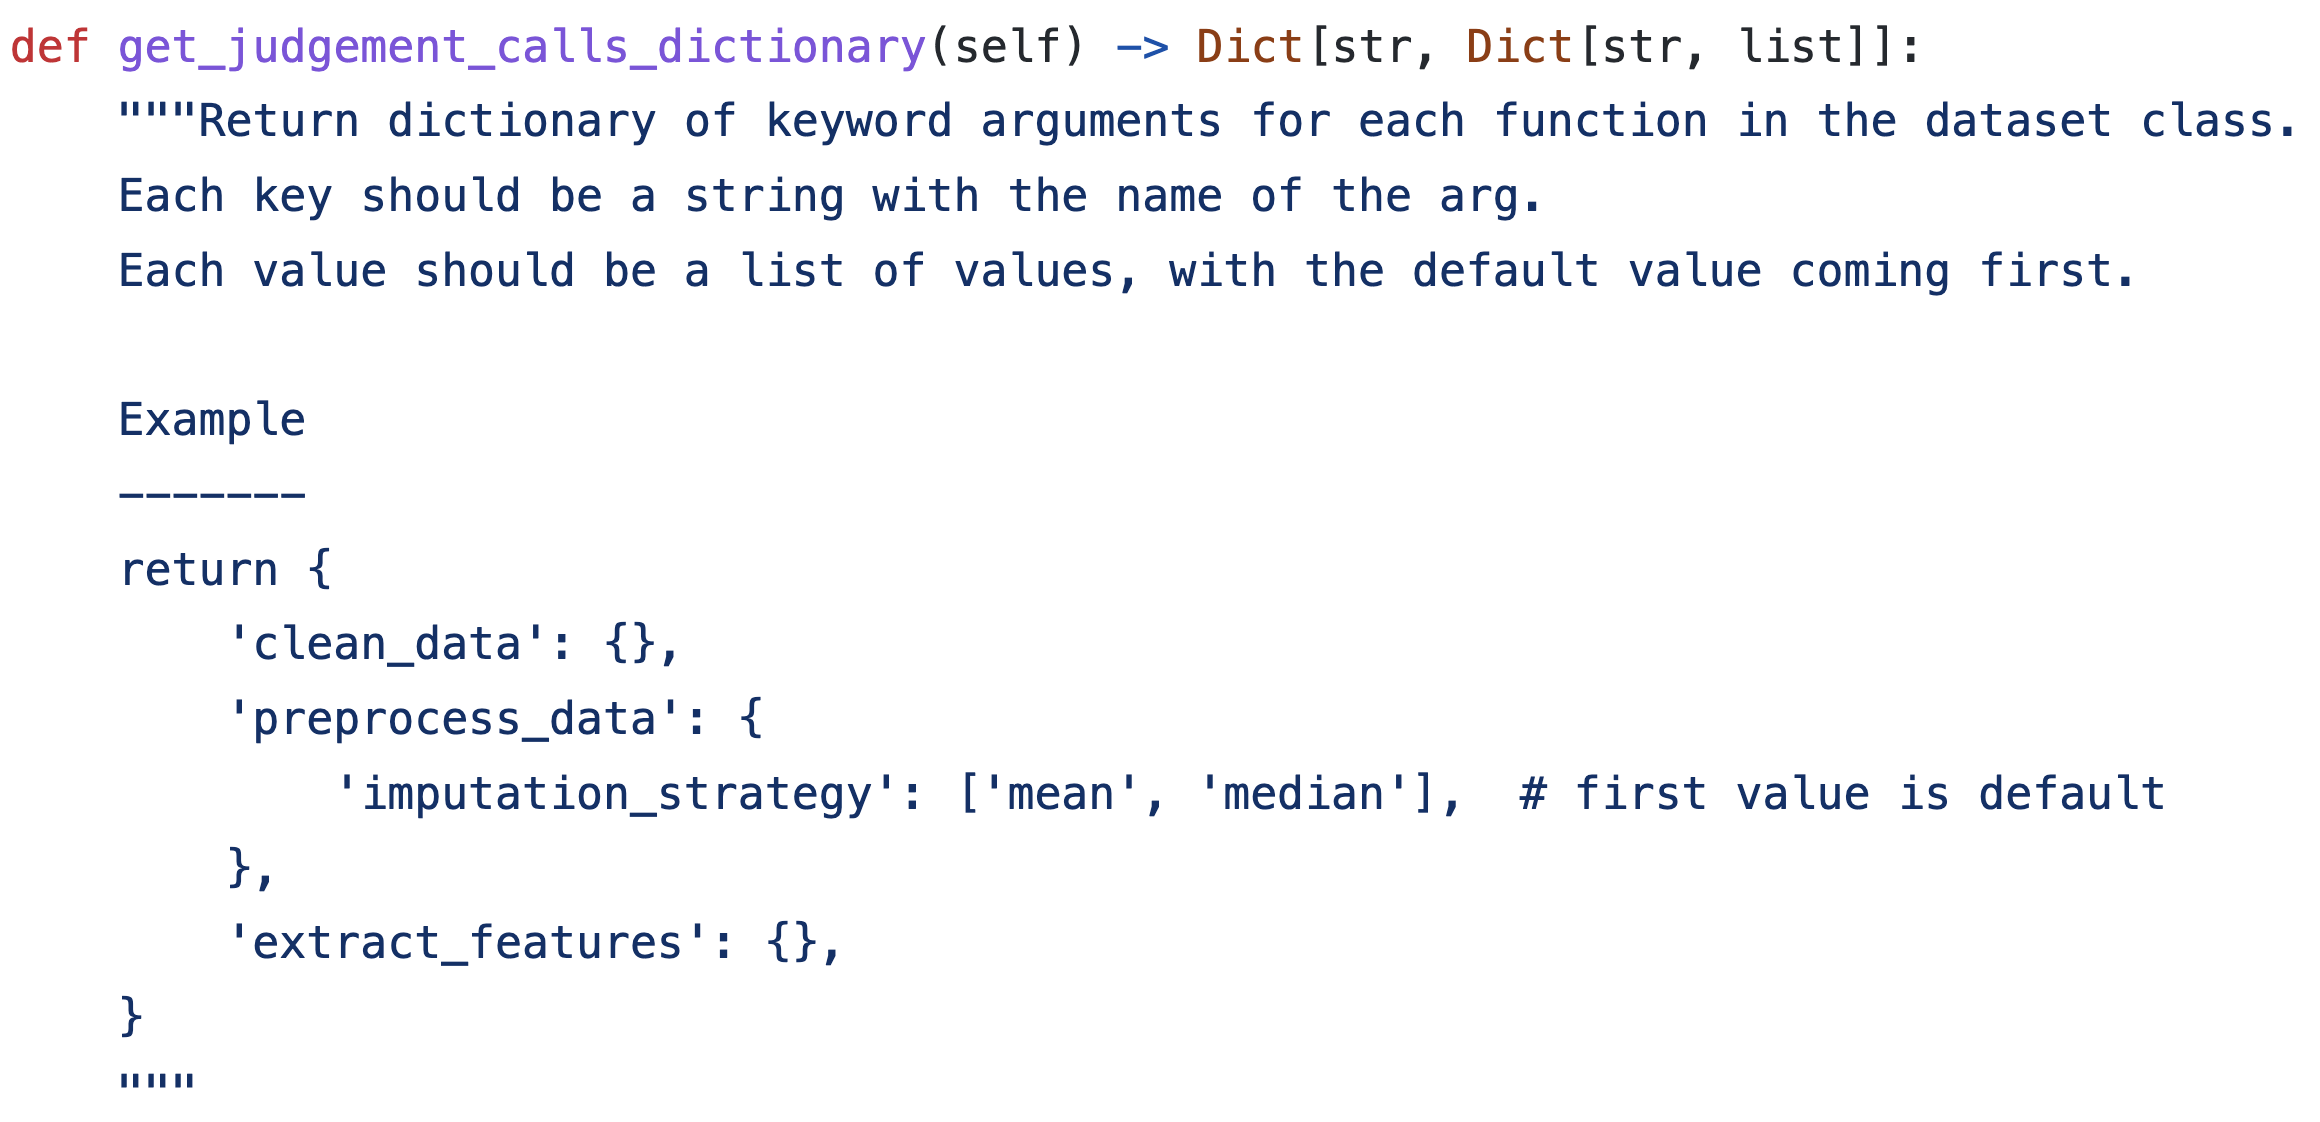 def get_judgement_calls_dictionary(self) -> Dict[str, Dict[str, list]]:
    """Return dictionary of keyword arguments for each function in the dataset class.
    Each key should be a string with the name of the arg.
    Each value should be a list of values, with the default value coming first.

    Example
    -------
    return {
        'clean_data': {},
        'preprocess_data': {
            'imputation_strategy': ['mean', 'median'],  # first value is default
        },
        'extract_features': {},
    }
    """